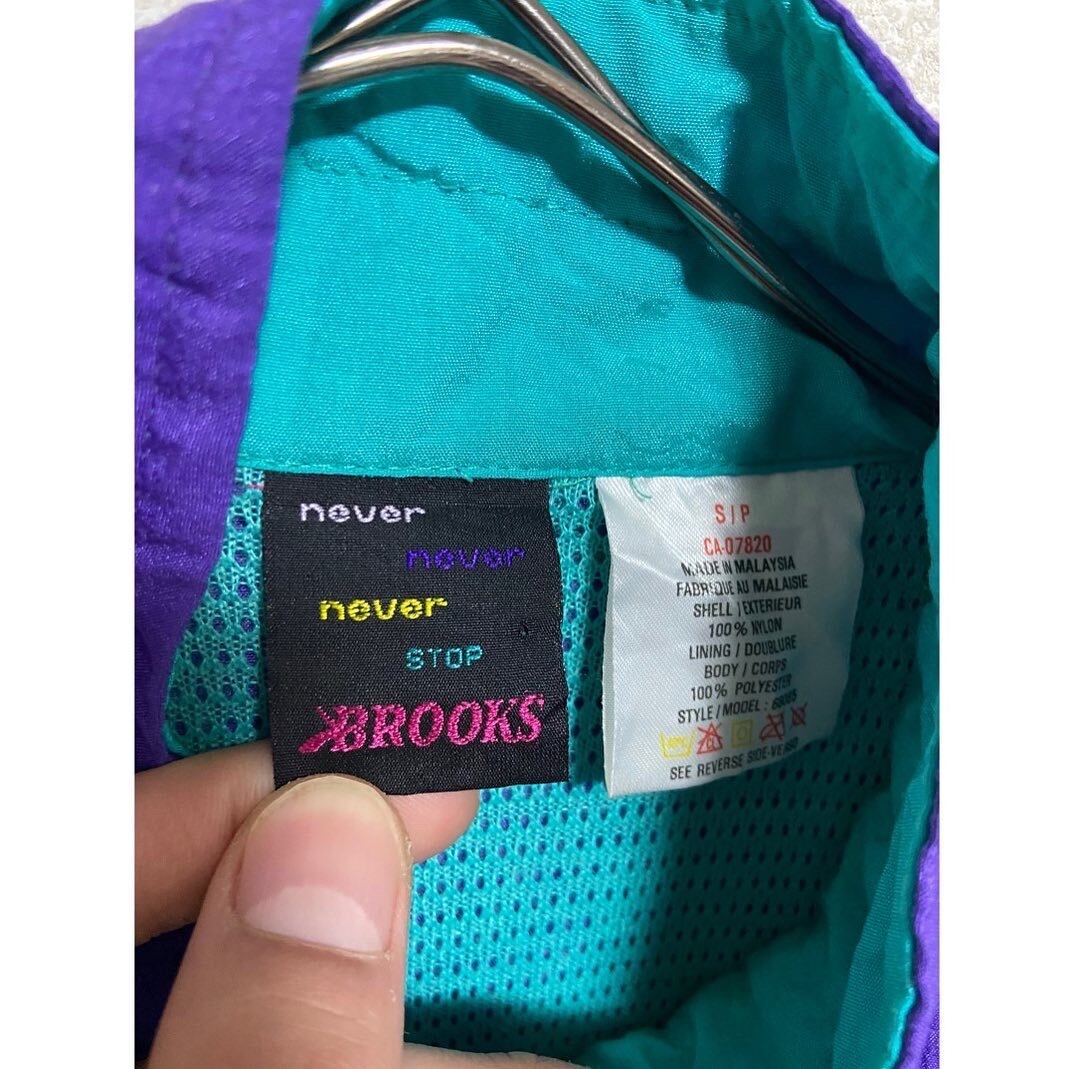 never
never
never
STOP
BROOKS
S / P
CA-07820
MADE IN MALAYSIA
FABRIQUE AU MALAISIE
SHELL / EXTERIEUR
100% NYLON
LINING / DOUBLURE
BODY / CORPS
100% POLYESTER
STYLE / MODEL :
SEE REVERSE SIDE-VERSO